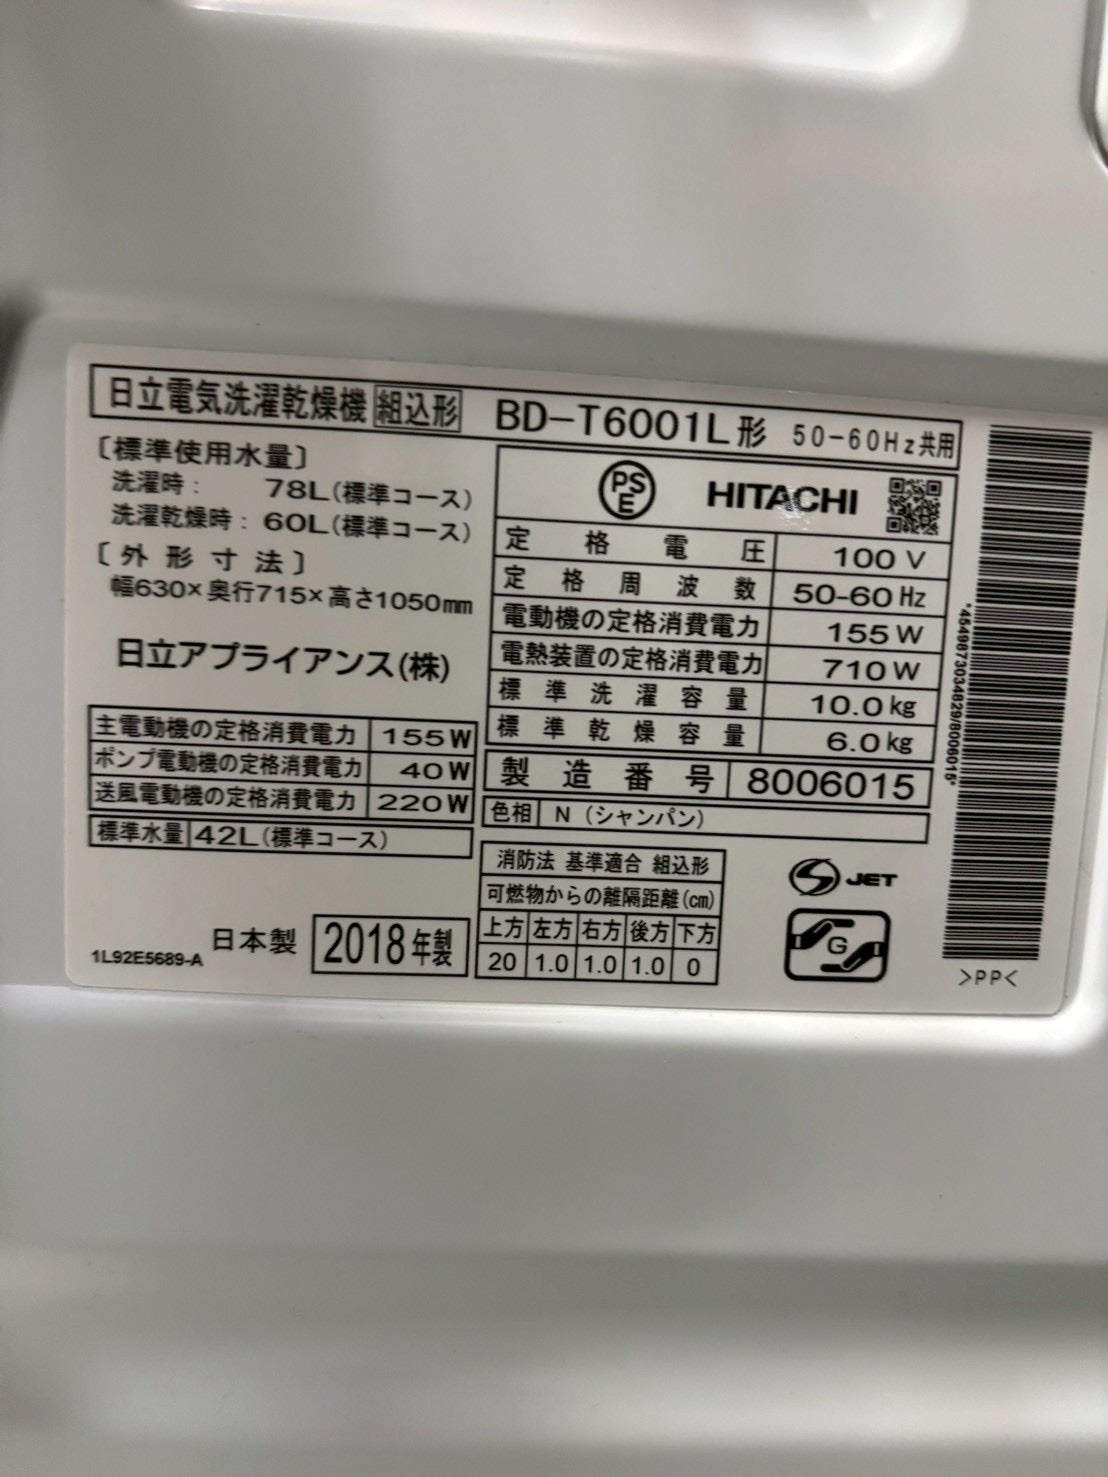 日立電気洗濯乾燥機 組込形 BD-T6001L形 50-60Hz共用
〔標準使用水量〕
洗濯時: 78L(標準コース)
洗濯乾燥時: 60L(標準コース)
〔外形寸法〕
幅630×奥行715×高さ1050mm
日立アプライアンス(株)
主電動機の定格消費電力 155W
ポンプ電動機の定格消費電力 40W
送風電動機の定格消費電力 220W
標準水量 42L(標準コース)
1L92E5689-A 日本製 2018年製
PSE HITACHI
定格電圧 100V
定格周波数 50-60Hz
電動機の定格消費電力 155W
電熱装置の定格消費電力 710W
標準洗濯容量 10.0kg
標準乾燥容量 6.0kg
製造番号 8006015
色相 N(シャンパン)
消防法 基準適合 組込形
可燃物からの離隔距離(cm)
上方 左方 右方 後方 下方
20 1.0 1.0 1.0 0
S JET
G
>PP<